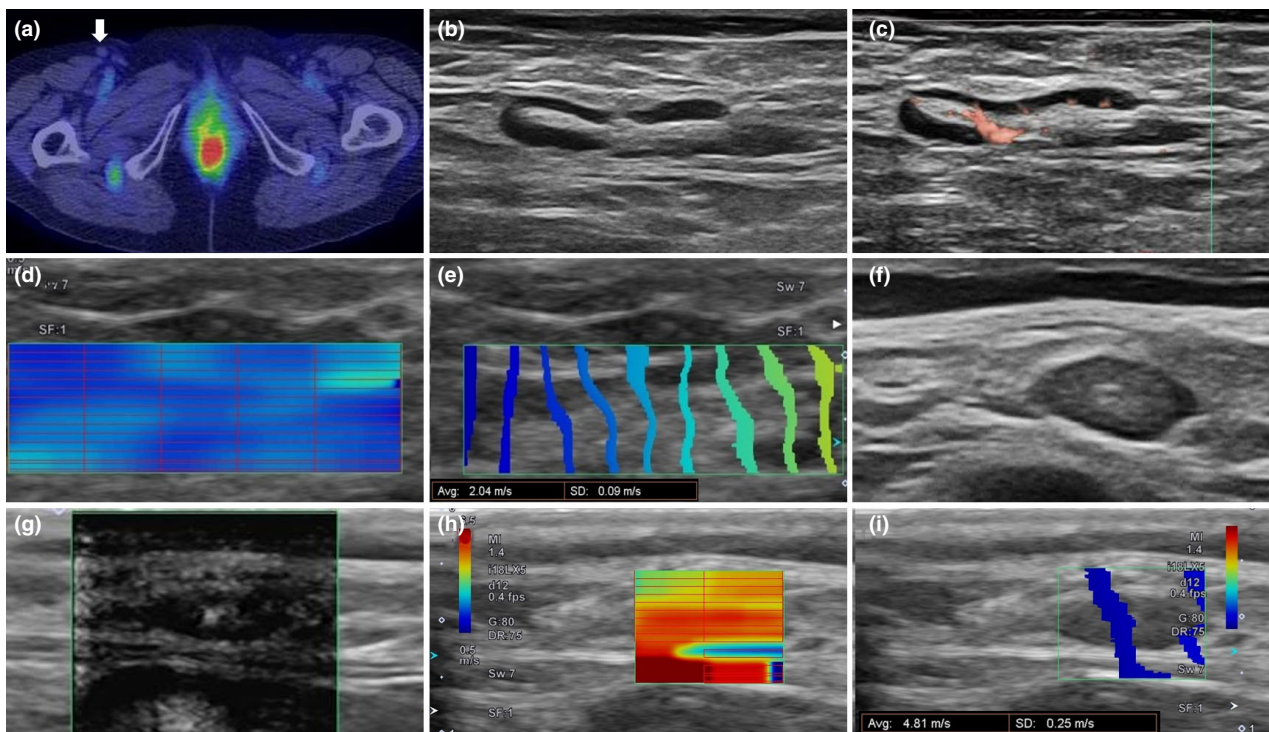 (a)
(b)
(c)
(d)
Sw 7
SF:1
(e)
Sw 7
SF:1
Avg: 2.04 m/s SD: 0.09 m/s
(f)
(g)
(h)
MI
1.4
i18LX5
d12
0.4 fps
G:80
DR:75
0.5
m/s
Sw 7
SF:1
(i)
MI
1.4
i18LX5
d12
0.4 fps
G:80
DR:75
Sw 7
SF:1
1
Avg: 4.81 m/s SD: 0.25 m/s